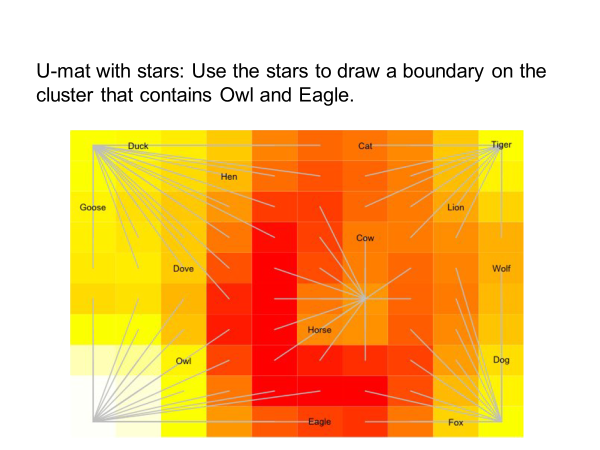 U-mat with stars: Use the stars to draw a boundary on the
cluster that contains Owl and Eagle.
Duck Cat Tiger
Hen
Goose Lion
Cow
Dove Wolf
Horse
Owl Dog
Eagle Fox